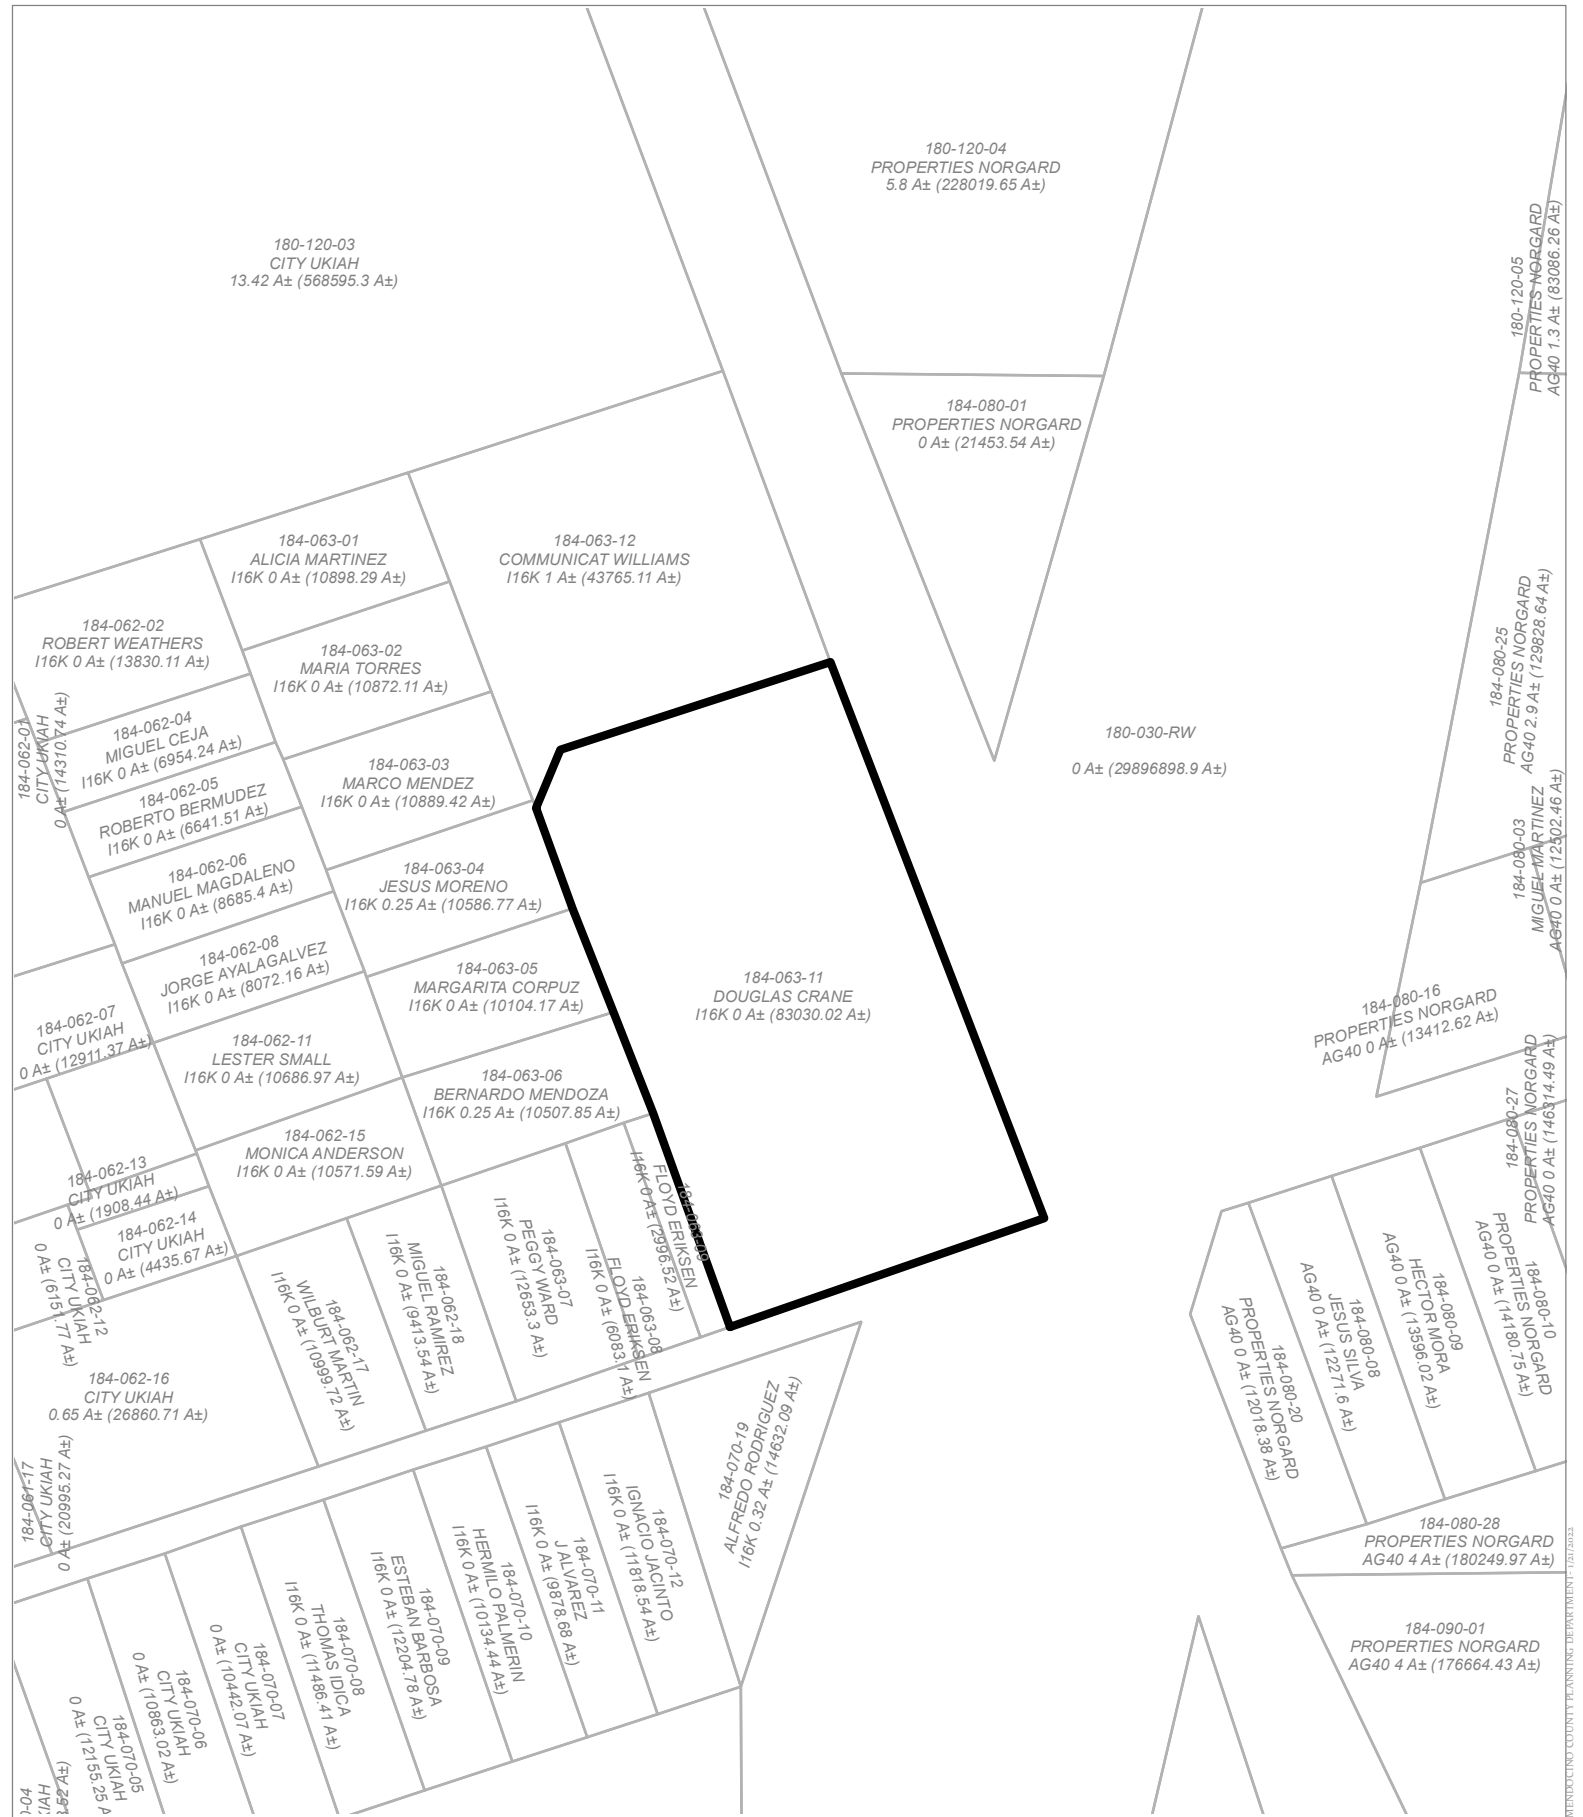 180-120-04
PROPERTIES NORGARD
5.8 A± (228019.65 A±)
180-120-03
CITY UKIAH
13.42 A± (568595.3 A±)
180-120-05
PROPERTIES NORGARD
AG40 1.3 A± (83086.26 A±)
184-080-01
PROPERTIES NORGARD
0 A± (21453.54 A±)
184-063-01
ALICIA MARTINEZ
I16K 0 A± (10898.29 A±)
184-063-12
COMMUNICAT WILLIAMS
I16K 1 A± (43765.11 A±)
184-062-02
ROBERT WEATHERS
I16K 0 A± (13830.11 A±)
184-063-02
MARIA TORRES
I16K 0 A± (10872.11 A±)
184-080-25
PROPERTIES NORGARD
AG40 2.9 A± (129828.64 A±)
184-062-01
CITY UKIAH
0 A± (14310.74 A±)
184-062-04
MIGUEL CEJA
I16K 0 A± (6954.24 A±)
180-030-RW
0 A± (29896898.9 A±)
184-063-03
MARCO MENDEZ
I16K 0 A± (10889.42 A±)
184-062-05
ROBERTO BERMUDEZ
I16K 0 A± (6641.51 A±)
184-080-03
MIGUEL MARTINEZ
AG40 0 A± (12502.46 A±)
184-062-06
MANUEL MAGDALENO
I16K 0 A± (8685.4 A±)
184-063-04
JESUS MORENO
I16K 0.25 A± (10586.77 A±)
184-062-08
JORGE AYALAGALVEZ
I16K 0 A± (8072.16 A±)
184-063-05
MARGARITA CORPUZ
I16K 0 A± (10104.17 A±)
184-063-11
DOUGLAS CRANE
I16K 0 A± (83030.02 A±)
184-080-16
PROPERTIES NORGARD
AG40 0 A± (13412.62 A±)
184-062-07
CITY UKIAH
0 A± (12911.37 A±)
184-062-11
LESTER SMALL
I16K 0 A± (10686.97 A±)
184-063-06
BERNARDO MENDOZA
I16K 0.25 A± (10507.85 A±)
184-080-27
PROPERTIES NORGARD
AG40 0 A± (146314.49 A±)
184-062-15
MONICA ANDERSON
I16K 0 A± (10571.59 A±)
184-062-13
CITY UKIAH
0 A± (1908.44 A±)
184-062-14
CITY UKIAH
0 A± (4435.67 A±)
184-062-12
CITY UKIAH
0 A± (6151.77 A±)
184-063-09
FLOYD ERIKSEN
I16K 0 A± (2996.52 A±)
184-063-07
PEGGY WARD
I16K 0 A± (12653.3 A±)
184-063-08
FLOYD ERIKSEN
I16K 0 A± (6083.1 A±)
184-062-18
MIGUEL RAMIREZ
I16K 0 A± (9413.54 A±)
184-062-17
WILBURT MARTIN
I16K 0 A± (10999.72 A±)
184-062-16
CITY UKIAH
0.65 A± (26860.71 A±)
184-080-10
PROPERTIES NORGARD
AG40 0 A± (14180.75 A±)
184-080-09
HECTOR MORA
AG40 0 A± (13596.02 A±)
184-080-08
JESUS SILVA
AG40 0 A± (12271.6 A±)
184-080-20
PROPERTIES NORGARD
AG40 0 A± (12018.38 A±)
184-070-19
ALFREDO RODRIGUEZ
I16K 0.32 A± (14632.09 A±)
184-061-17
CITY UKIAH
0 A± (20995.27 A±)
184-070-12
IGNACIO JACINTO
I16K 0 A± (11818.54 A±)
184-070-11
J ALVAREZ
I16K 0 A± (9878.68 A±)
184-070-10
HERMILO PALMERIN
I16K 0 A± (10134.44 A±)
184-070-09
ESTEBAN BARBOSA
I16K 0 A± (12204.78 A±)
184-070-08
THOMAS IDICA
I16K 0 A± (11486.41 A±)
184-070-07
CITY UKIAH
0 A± (10442.07 A±)
184-070-06
CITY UKIAH
0 A± (10863.02 A±)
184-070-05
CITY UKIAH
0 A± (12155.25 A
184-080-28
PROPERTIES NORGARD
AG40 4 A± (180249.97 A±)
184-090-01
PROPERTIES NORGARD
AG40 4 A± (176664.43 A±)
MENDOCINO COUNTY PLANNING DEPARTMENT- 1/21/2022